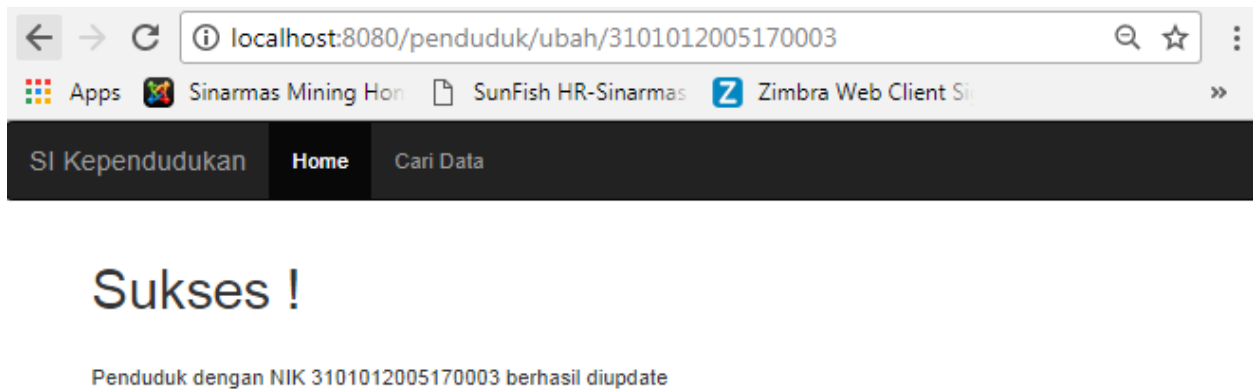 localhost:8080/penduduk/ubah/3101012005170003
Apps Sinarmas Mining Hon SunFish HR-Sinarmas Z Zimbra Web Client Si
SI Kependudukan Home Cari Data
Sukses !
Penduduk dengan NIK 3101012005170003 berhasil diupdate